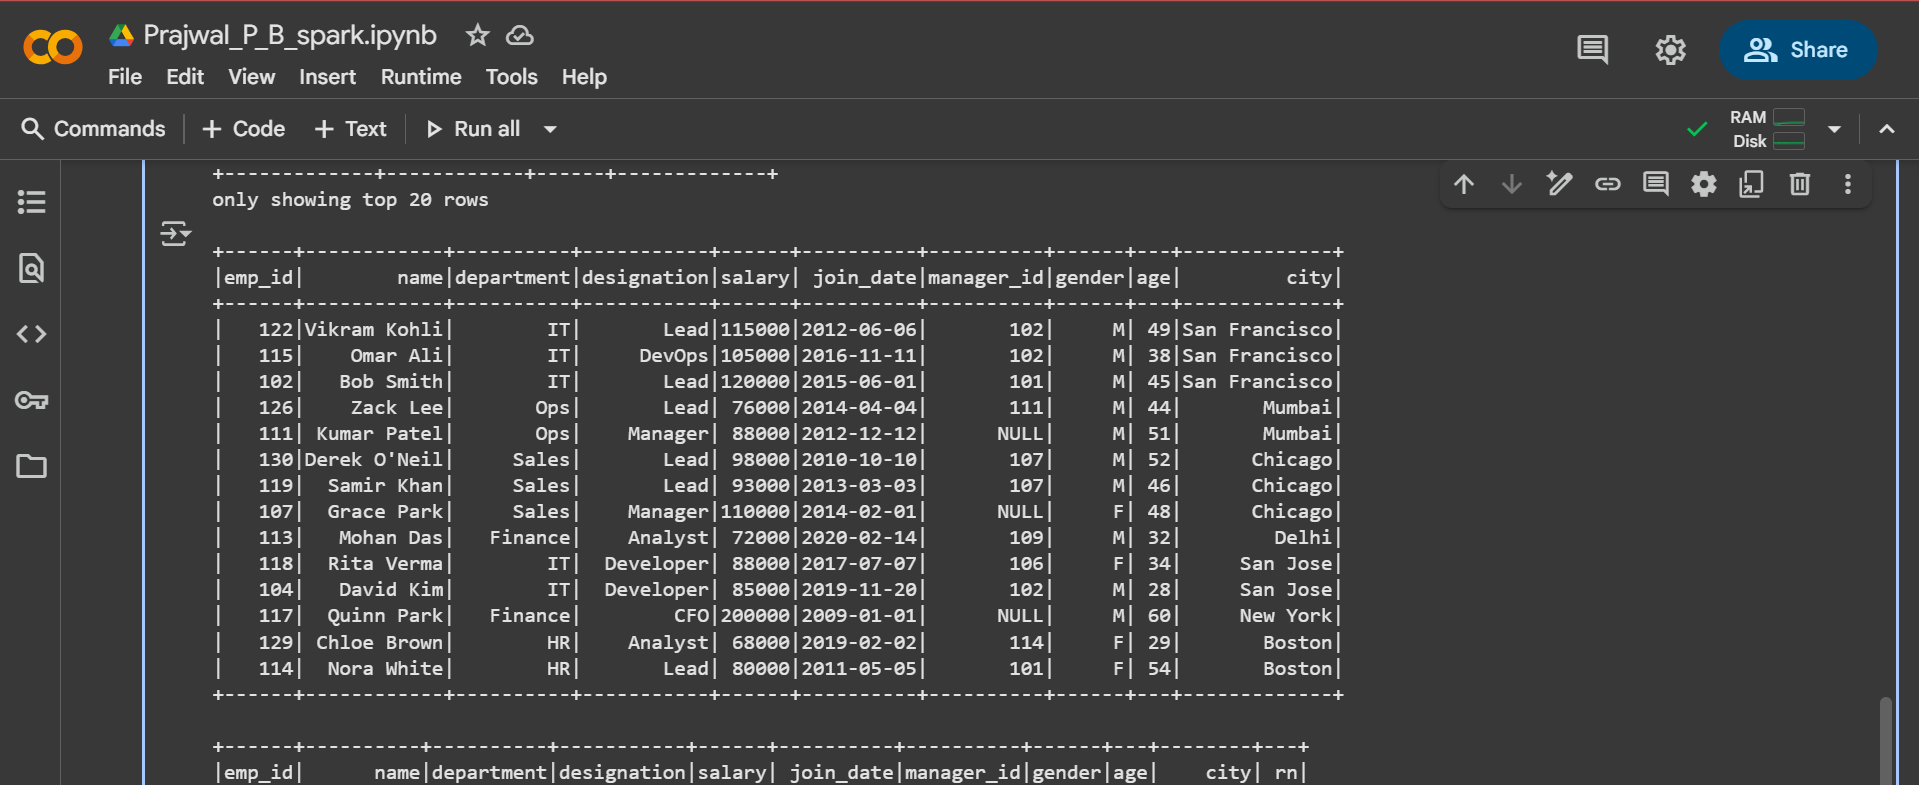 Prajwal_P_B_spark.ipynb
File Edit View Insert Runtime Tools Help
Share
Commands + Code + Text Run all
RAM
Disk
+-------------+------------+------+------------+
only showing top 20 rows
+------+------------+----------+-----------+------+----------+----------+------+---+-------------+
|emp_id|        name|department|designation|salary| join_date|manager_id|gender|age|         city|
+------+------------+----------+-----------+------+----------+----------+------+---+-------------+
|   122|Vikram Kohli|        IT|       Lead|115000|2012-06-06|       102|     M| 49|San Francisco|
|   115|    Omar Ali|        IT|     DevOps|105000|2016-11-11|       102|     M| 38|San Francisco|
|   102|   Bob Smith|        IT|       Lead|120000|2015-06-01|       101|     M| 45|San Francisco|
|   126|    Zack Lee|       Ops|       Lead| 76000|2014-04-04|       111|     M| 44|       Mumbai|
|   111| Kumar Patel|       Ops|    Manager| 88000|2012-12-12|      NULL|     M| 51|       Mumbai|
|   130|Derek O'Neil|     Sales|       Lead| 98000|2010-10-10|       107|     M| 52|      Chicago|
|   119|  Samir Khan|     Sales|       Lead| 93000|2013-03-03|       107|     M| 46|      Chicago|
|   107|  Grace Park|     Sales|    Manager|110000|2014-02-01|      NULL|     F| 48|      Chicago|
|   113|   Mohan Das|   Finance|    Analyst| 72000|2020-02-14|       109|     M| 32|        Delhi|
|   118|  Rita Verma|        IT|  Developer| 88000|2017-07-07|       106|     F| 34|     San Jose|
|   104|   David Kim|        IT|  Developer| 85000|2019-11-20|       102|     M| 28|     San Jose|
|   117|  Quinn Park|   Finance|        CFO|200000|2009-01-01|      NULL|     M| 60|     New York|
|   129| Chloe Brown|        HR|    Analyst| 68000|2019-02-02|       114|     F| 29|       Boston|
|   114|  Nora White|        HR|       Lead| 80000|2011-05-05|       101|     F| 54|       Boston|
+------+------------+----------+-----------+------+----------+----------+------+---+-------------+
+------+----------+----------+-----------+------+----------+----------+------+---+--------+---+
|emp_id|      name|department|designation|salary| join_date|manager_id|gender|age|    city| rn|